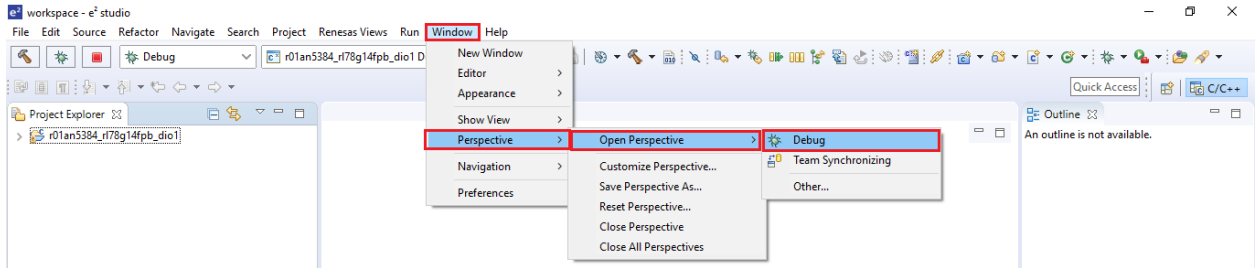 workspace - e² studio
File Edit Source Refactor Navigate Search Project Renesas Views Run Window Help
Debug
r01an5384_rl78g14fpb_dio1 D
Quick Access
C/C++
Project Explorer
r01an5384_rl78g14fpb_dio1
New Window
Editor
Appearance
Show View
Perspective
Navigation
Preferences
Open Perspective
Customize Perspective...
Save Perspective As...
Reset Perspective...
Close Perspective
Close All Perspectives
Debug
Team Synchronizing
Other...
Outline
An outline is not available.